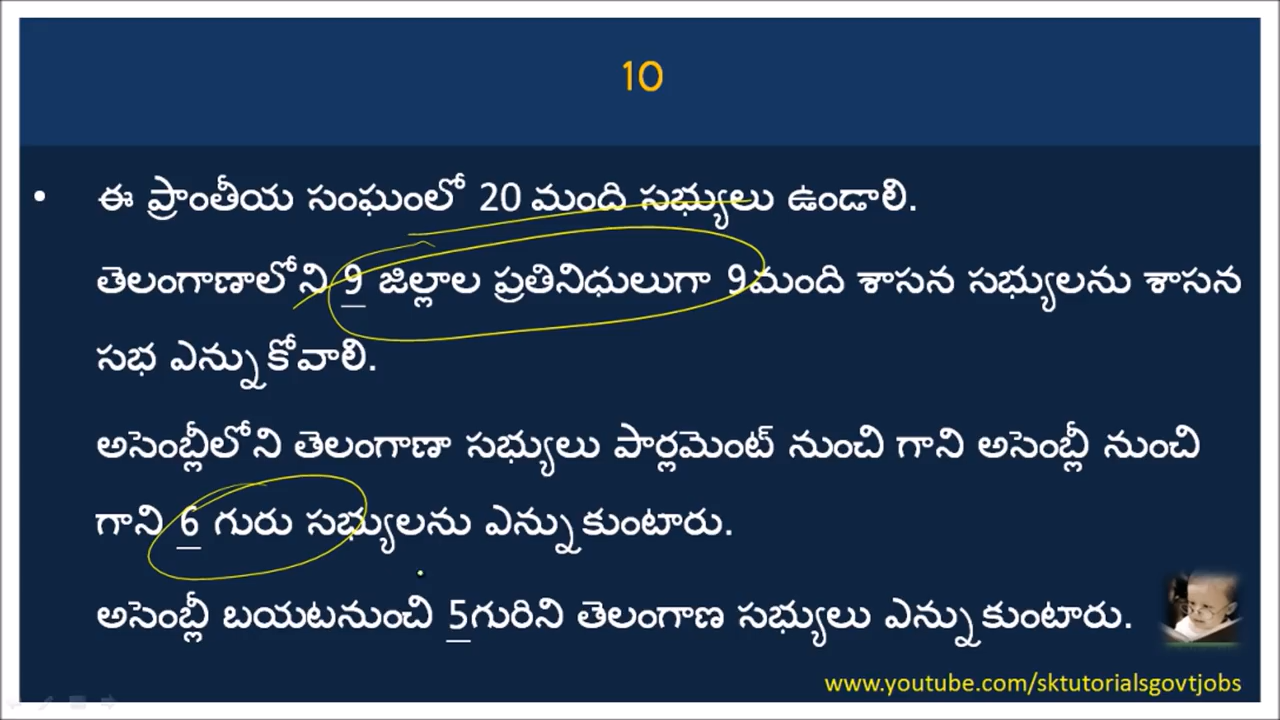 10
• ఈ ప్రాంతీయ సంఘంలో 20 మంది సభ్యులు ఉండాలి.
తెలంగాణాలోని 9 జిల్లాల ప్రతినిధులుగా 9మంది శాసన సభ్యులను శాసన
సభ ఎన్నుకోవాలి.
అసెంబ్లీలోని తెలంగాణా సభ్యులు పార్లమెంట్ నుంచి గాని అసెంబ్లీ నుంచి
గాని 6 గురు సభ్యులను ఎన్నుకుంటారు.
అసెంబ్లీ బయటనుంచి 5గురిని తెలంగాణ సభ్యులు ఎన్నుకుంటారు.
www.youtube.com/sktutorialsgovtjobs